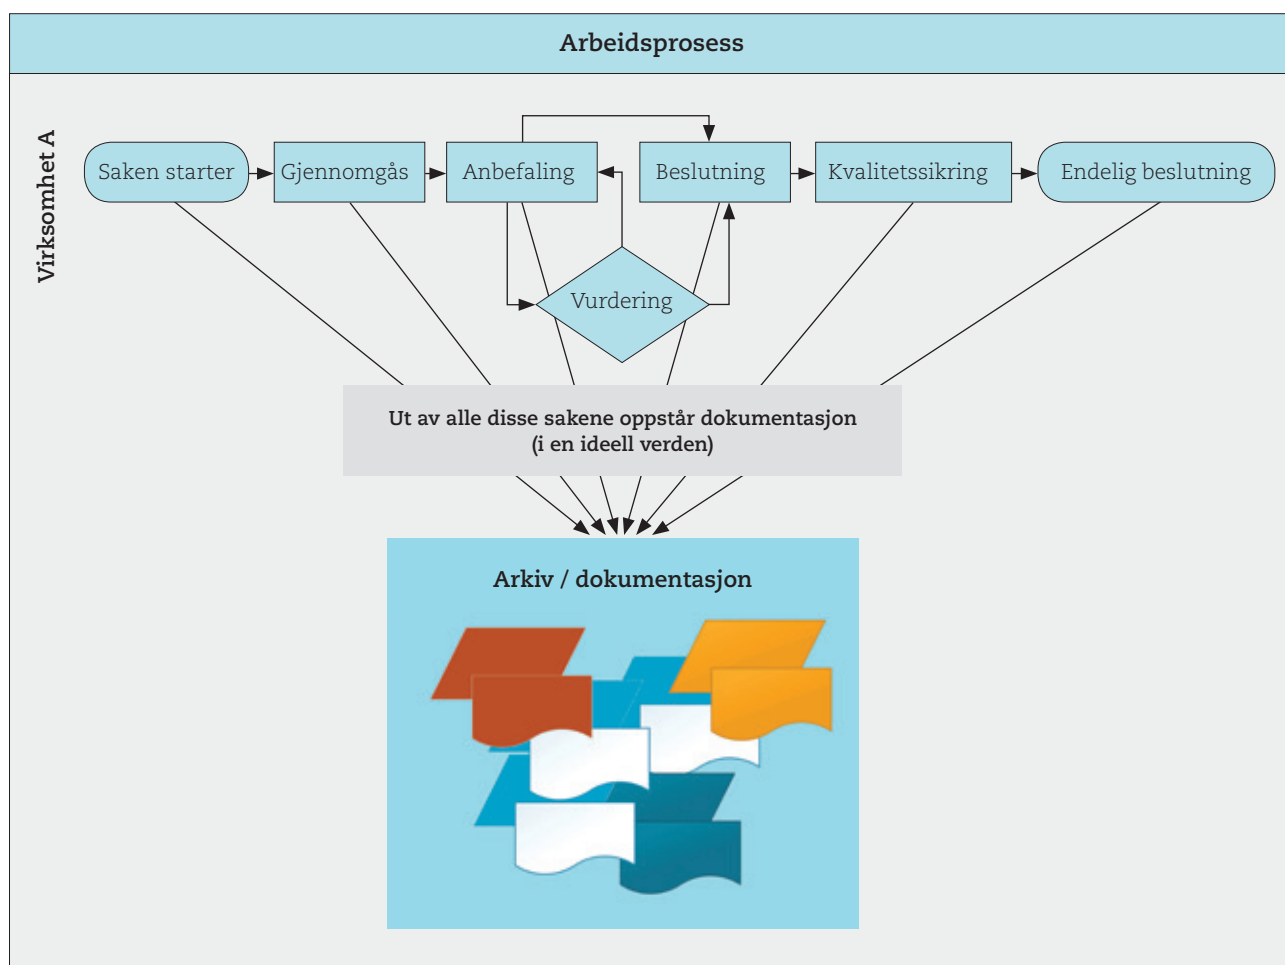 Arbeidsprosess
Virksomhet A
Saken starter
Gjennomgås
Anbefaling
Beslutning
Kvalitetssikring
Endelig beslutning
Vurdering
Ut av alle disse sakene oppstår dokumentasjon
(i en ideell verden)
Arkiv / dokumentasjon